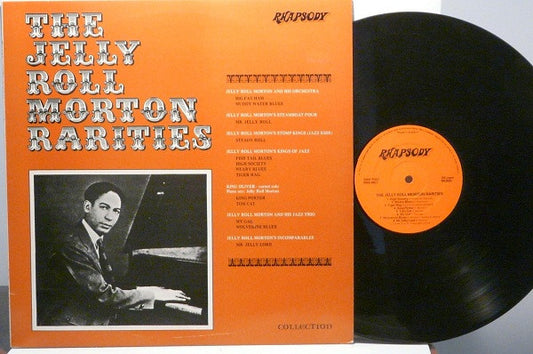 THE
JELLY
ROLL
MORTON
RARITIES
RHAPSODY
JELLY ROLL MORTON AND HIS ORCHESTRA
BIG FAT HAM
MUDDY WATER BLUES
JELLY ROLL MORTON'S STEAMBOAT FOUR
MR. JELLY ROLL
JELLY ROLL MORTON'S STOMP KINGS (JAZZ KIDS)
STEADY ROLL
JELLY ROLL MORTON'S KINGS OF JAZZ
FISH TAIL BLUES
HIGH SOCIETY
WEARY BLUES
TIGER RAG
KING OLIVER - cornet solo
Piano acc: Jelly Roll Morton
KING PORTER
TOM CAT
JELLY ROLL MORTON AND HIS JAZZ TRIO
MY GAL
WOLVERINE BLUES
JELLY ROLL MORTON'S INCOMPARABLES
MR. JELLY LORD
COLLECTION
RHAPSODY
THE JELLY ROLL MORTON RARITIES